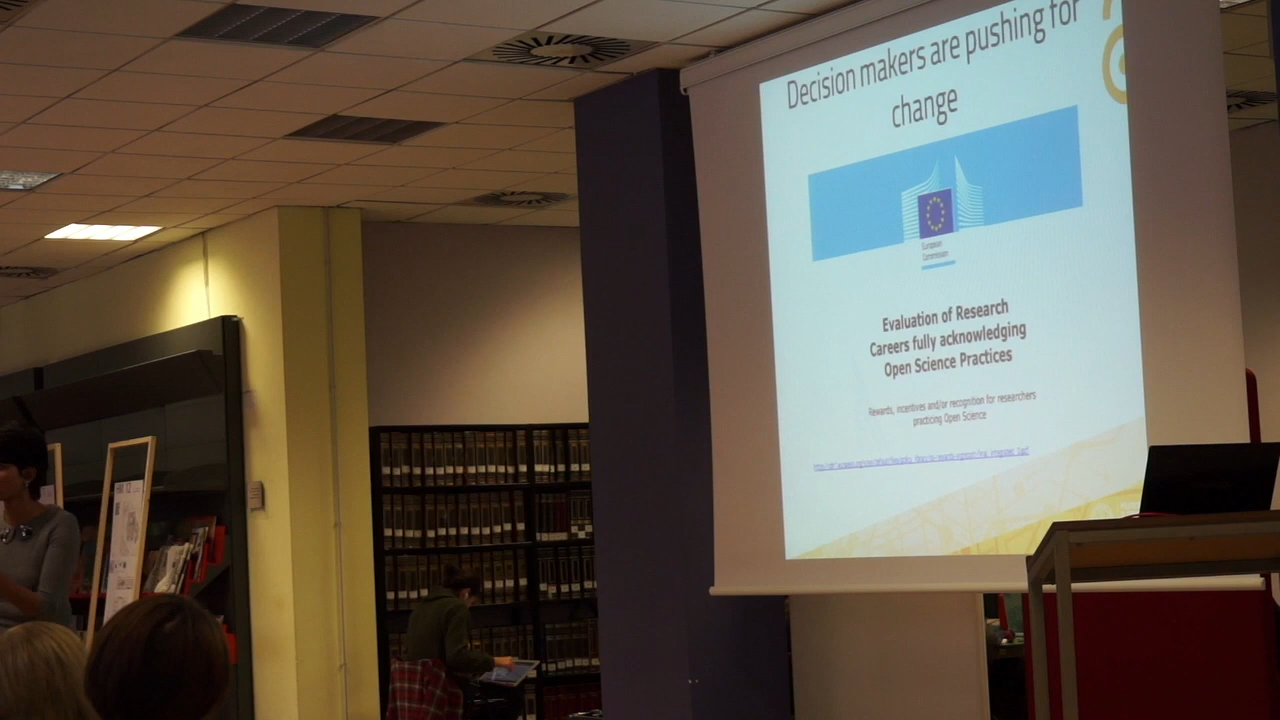 Decision makers are pushing for
change
European
Commission
Evaluation of Research
Careers fully acknowledging
Open Science Practices
Rewards, incentives and/or recognition for researchers
practicing Open Science